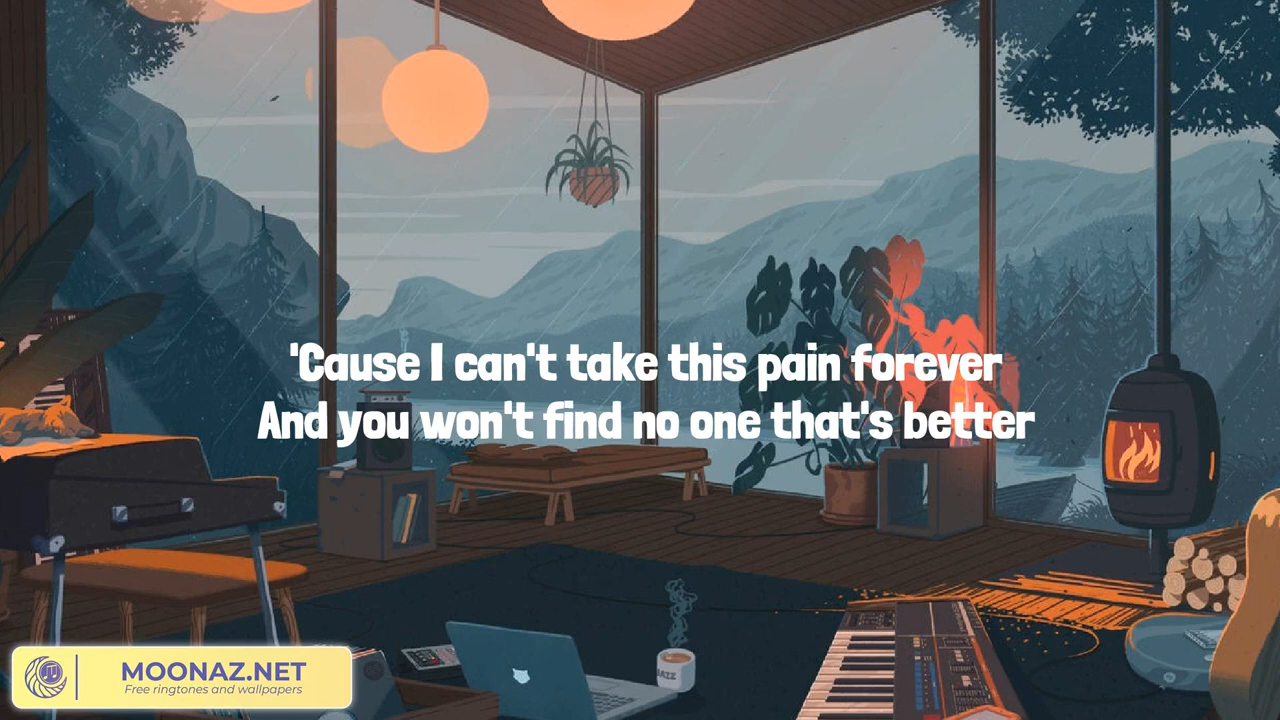 'Cause I can't take this pain forever
And you won't find no one that's better
JAZZ
MOONAZ.NET
Free ringtones and wallpapers